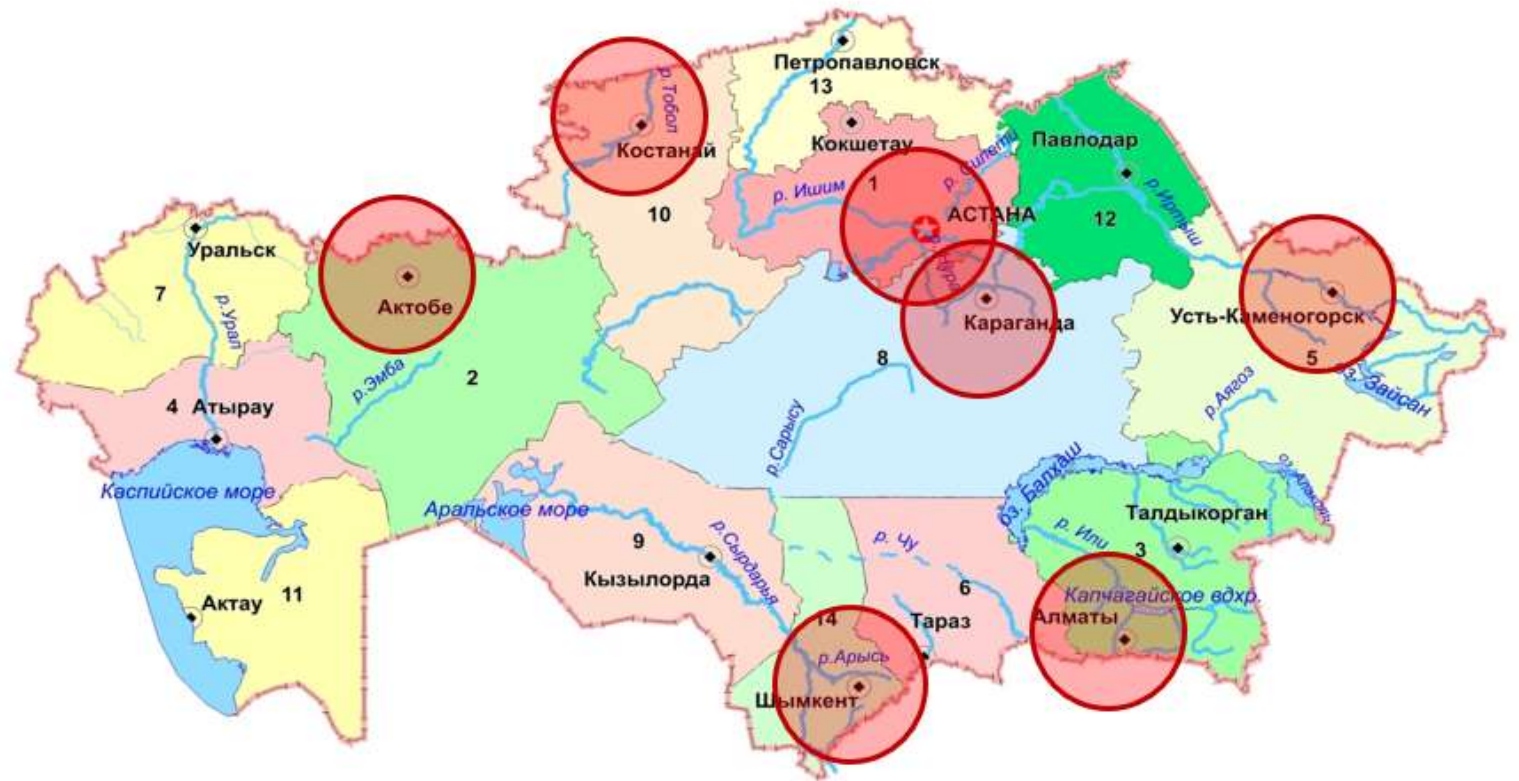 Петропавловск
13
р.Тобол
Костанай
Кокшетау
р. Силети
Павлодар
1
р. Ишим
АСТАНА
10
12
р.Иртыш
р.Нура
Уральск
7
р.Урал
Актобе
Караганда
Усть-Каменогорск
5
оз. Зайсан
8
2
р.Эмба
р.Аягоз
4 Атырау
р.Сарысу
Каспийское море
Аральское море
оз. Балхаш
Талдыкорган
р.Сырдарья
р. Чу
р. Или
3
9
Кызылорда
6
11
Актау
Капчагайское вдхр.
14
Тараз
Алматы
р.Арысь
Шымкент